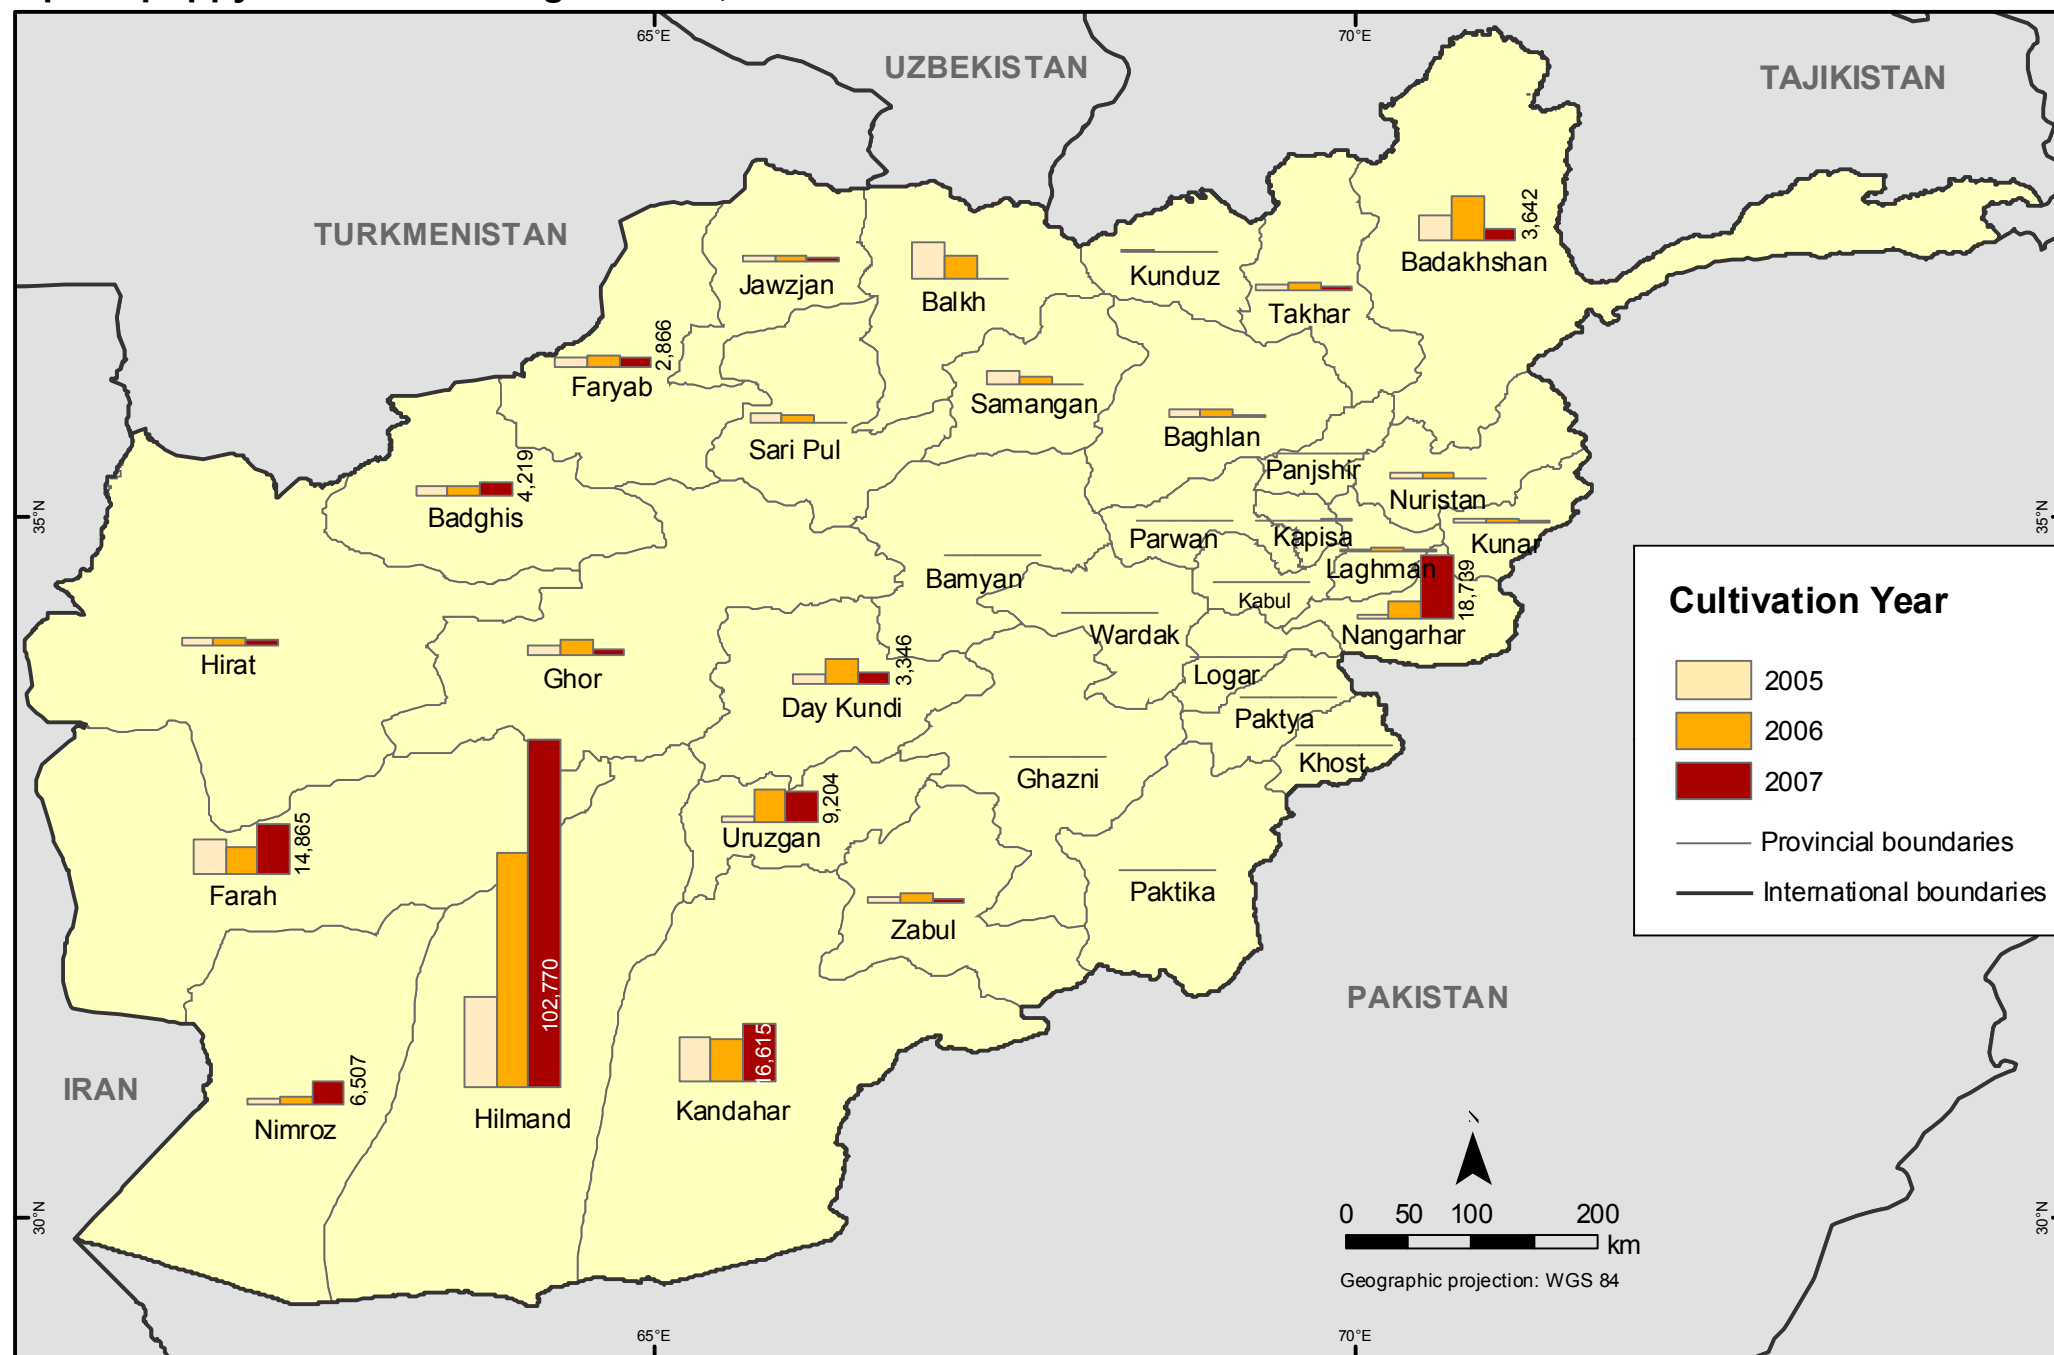 65°E
70°E
UZBEKISTAN
TAJIKISTAN
TURKMENISTAN
3,642
Badakhshan
Jawzjan
Balkh
Kunduz
Takhar
2,866
Faryab
Samangan
Sari Pul
Baghlan
Panjshir
4,219
Badghis
Nuristan
35°N
35°N
Parwan
Kapisa
Kunar
Bamyan
Laghman
18,739
Kabul
Nangarhar
Wardak
Hirat
Ghor
3,346
Day Kundi
Logar
Paktya
Khost
Ghazni
9,204
Uruzgan
14,865
Farah
Paktika
Zabul
102,770
Hilmand
16,615
Kandahar
6,507
Nimroz
IRAN
PAKISTAN
Cultivation Year
2005
2006
2007
Provincial boundaries
International boundaries
N
0 50 100 200
km
Geographic projection: WGS 84
30°N
30°N
65°E
70°E